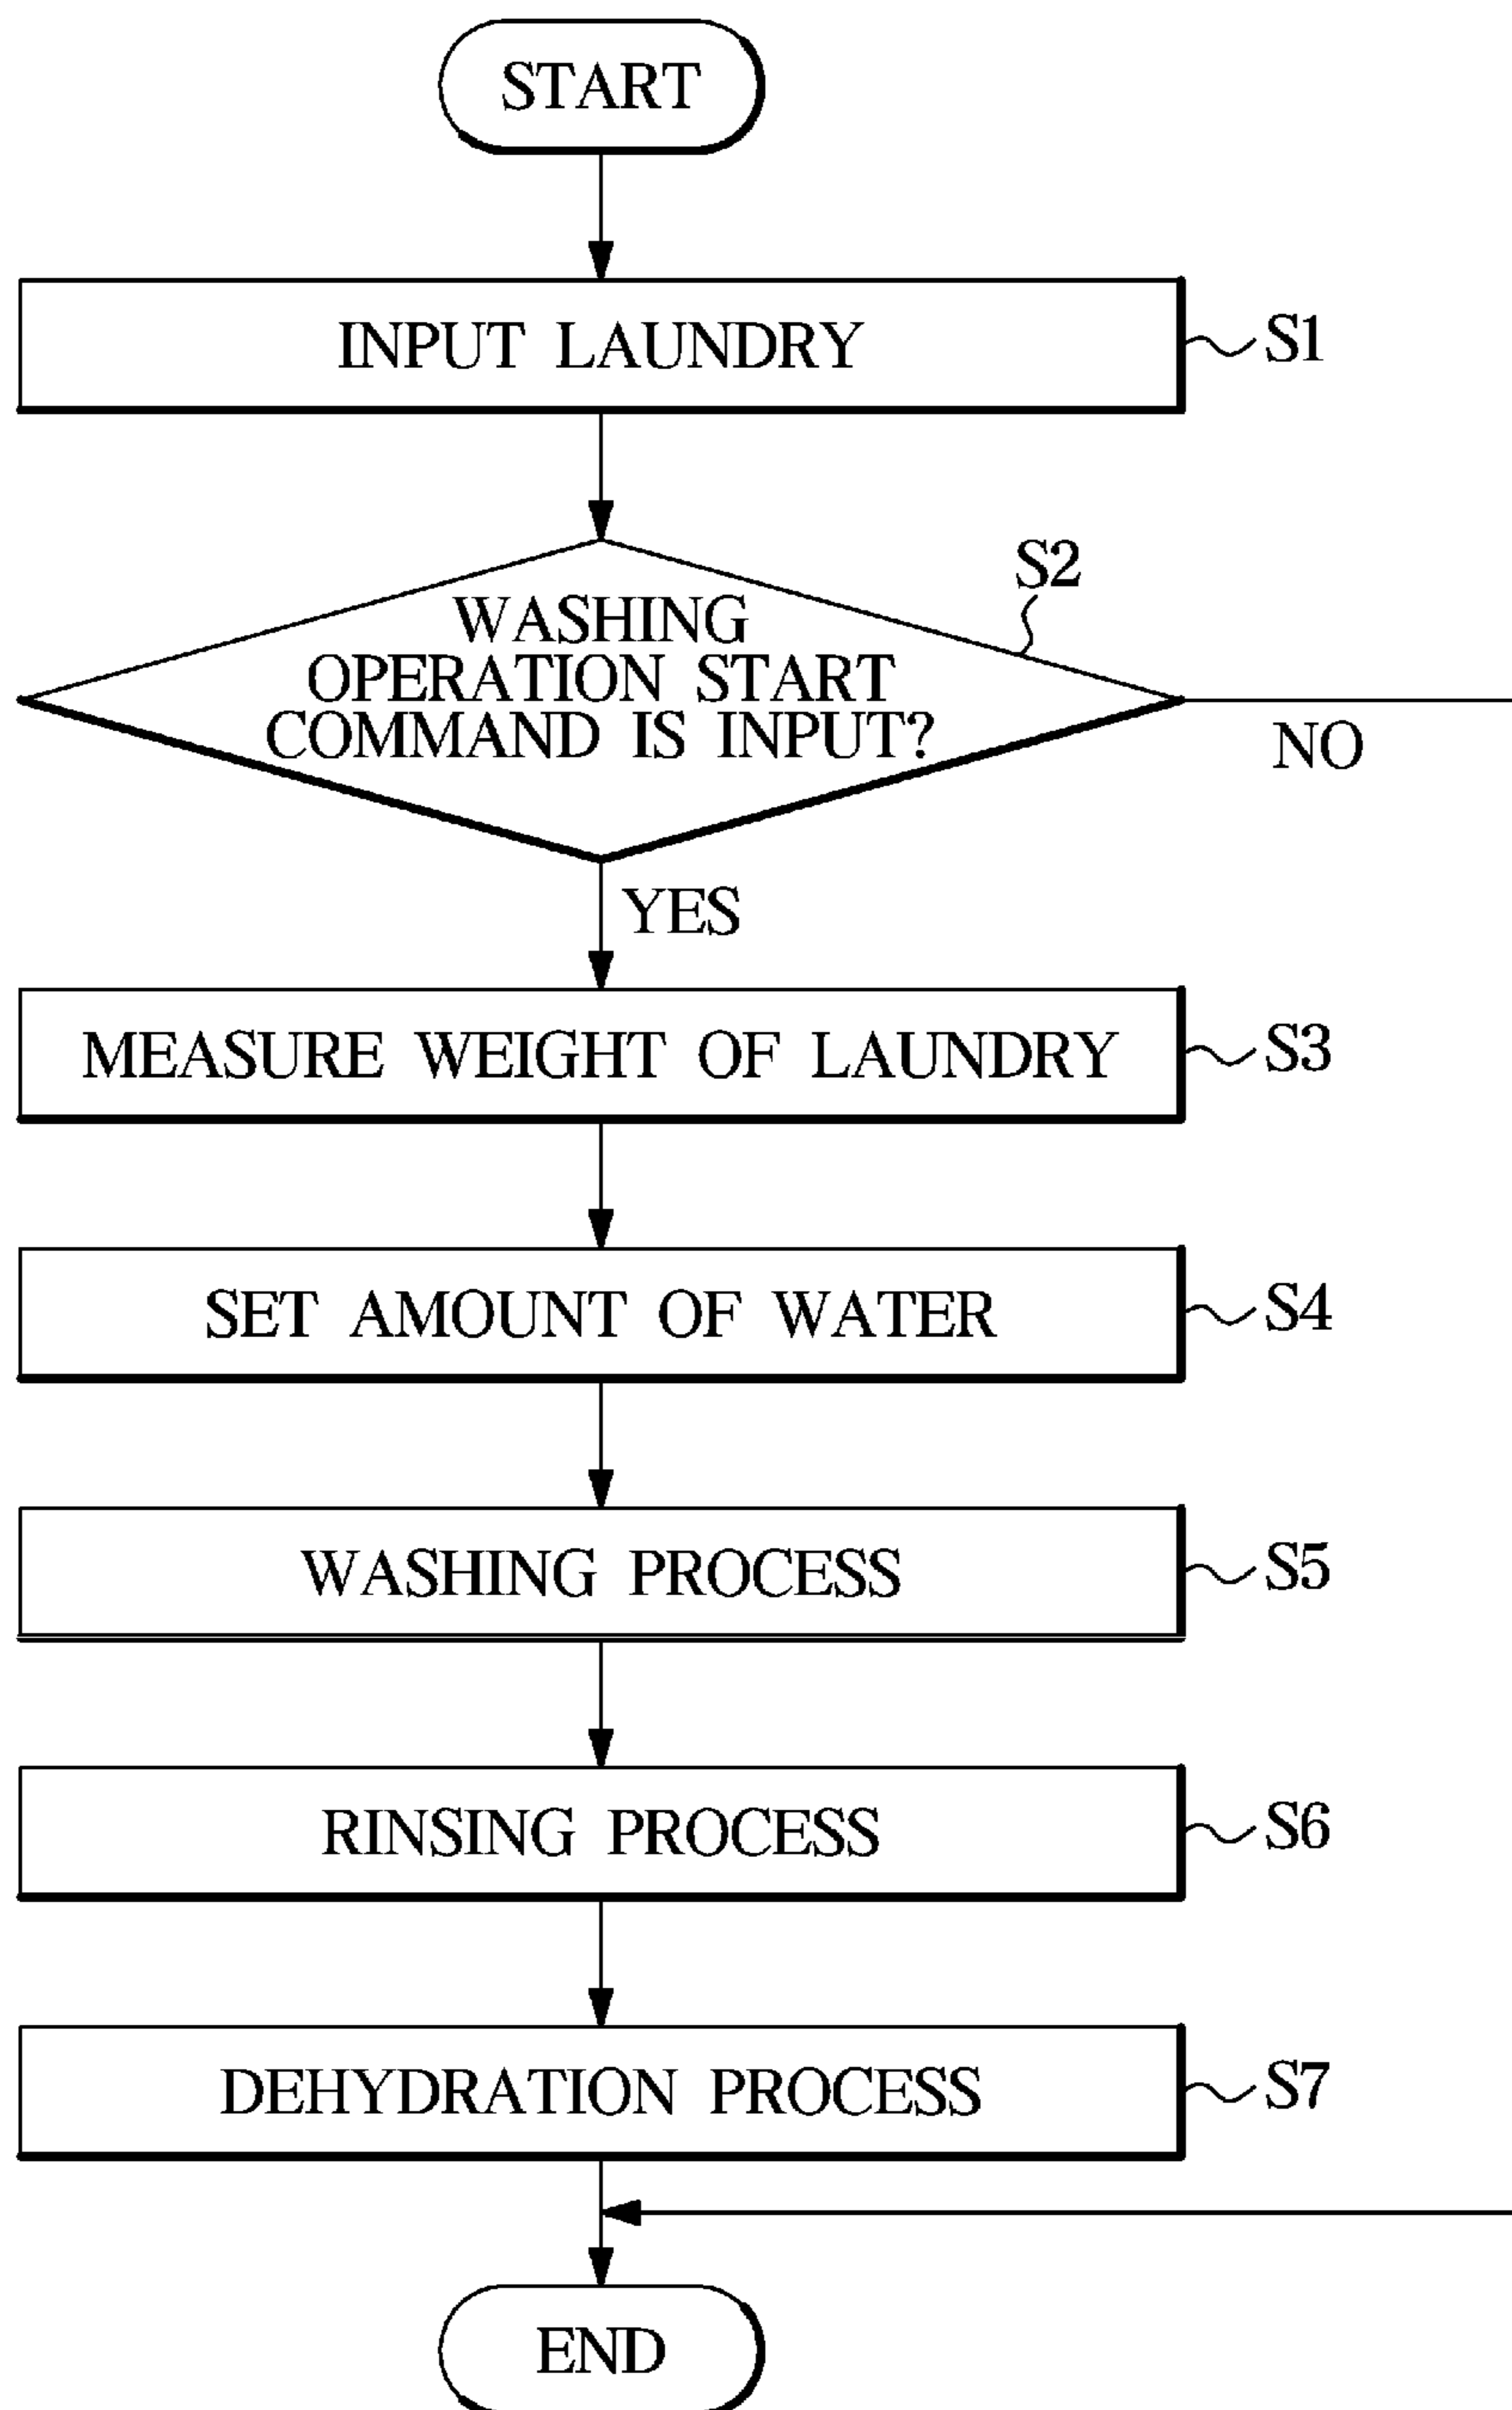 START
INPUT LAUNDRY
S1
S2
WASHING
OPERATION START
COMMAND IS INPUT?
NO
YES
MEASURE WEIGHT OF LAUNDRY
S3
SET AMOUNT OF WATER
S4
WASHING PROCESS
S5
RINSING PROCESS
S6
DEHYDRATION PROCESS
S7
END